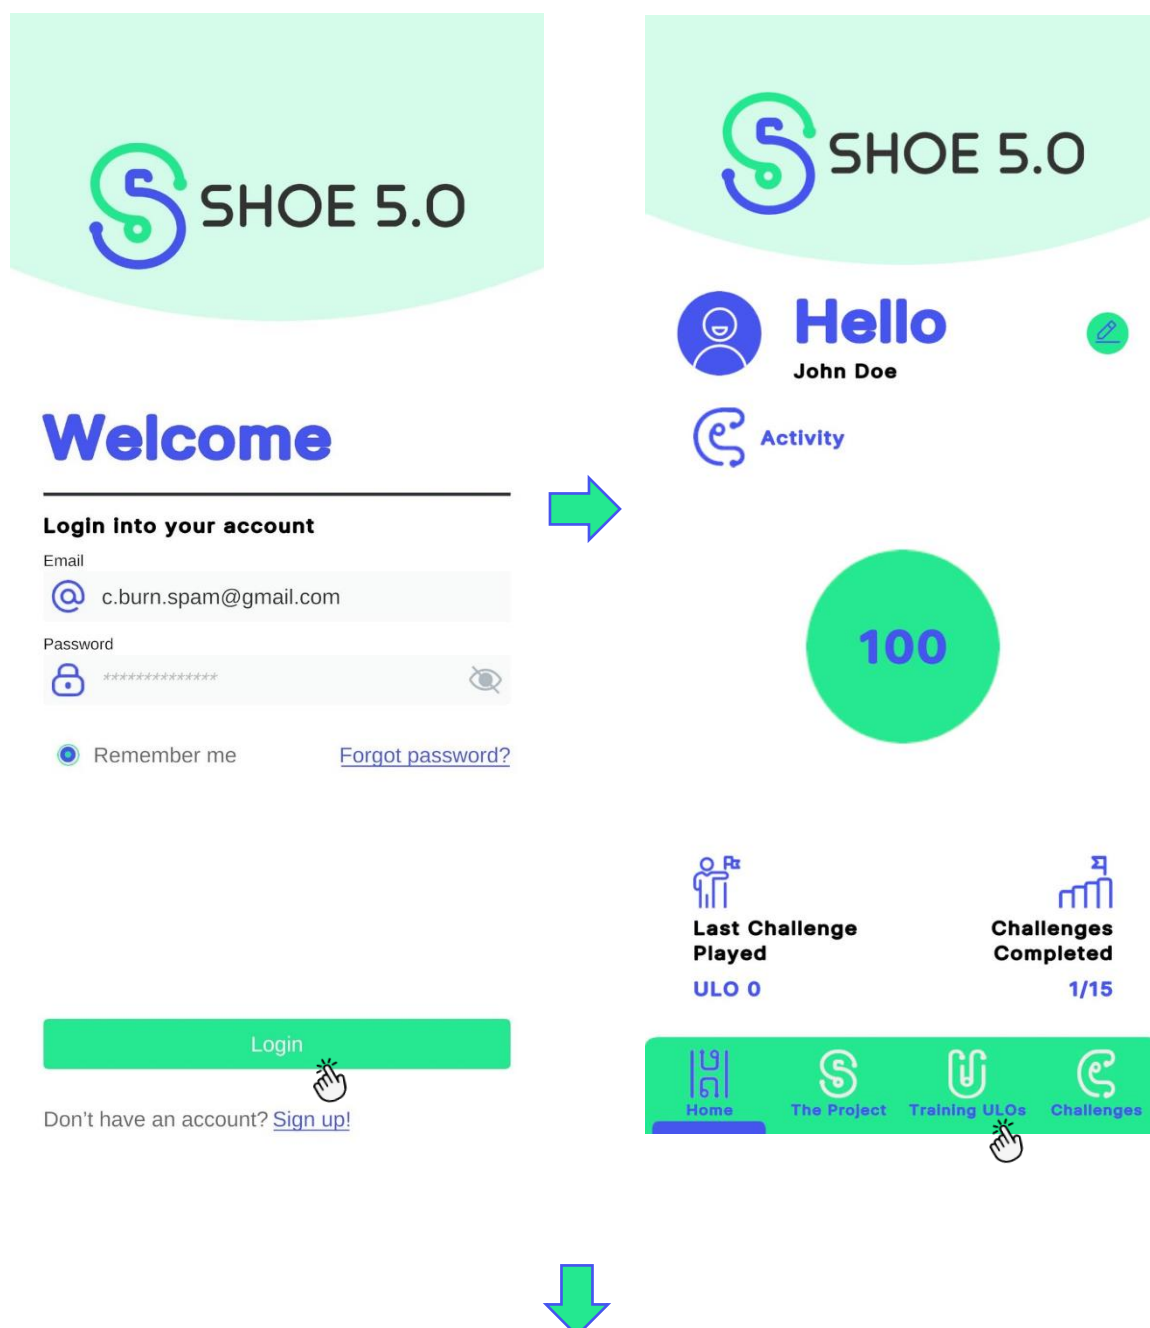 SHOE 5.0
Welcome
Login into your account
Email
c.burn.spam@gmail.com
Password
**************
Remember me
Forgot password?
Login
Don't have an account? Sign up!
SHOE 5.0
Hello
John Doe
Activity
100
Last Challenge
Played
ULO 0
Challenges
Completed
1/15
Home
The Project
Training ULOs
Challenges